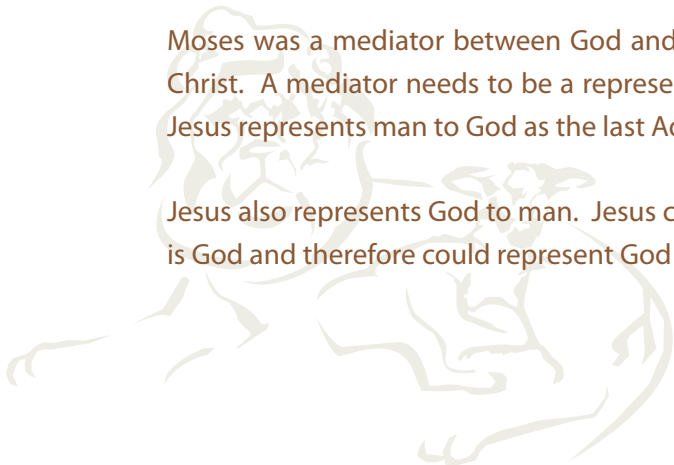 Moses was a mediator between God and
Christ. A mediator needs to be a represe
Jesus represents man to God as the last Ad
Jesus also represents God to man. Jesus c
is God and therefore could represent God